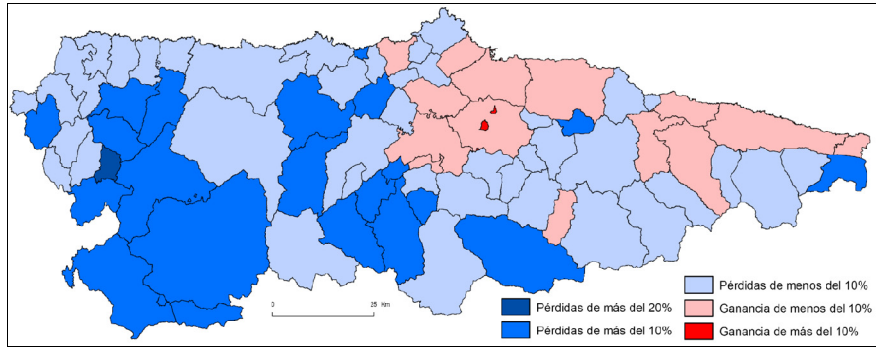 Pérdidas de menos del 10%
Pérdidas de más del 20%
Ganancia de menos del 10%
Pérdidas de más del 10%
Ganancia de más del 10%
0 25 Km